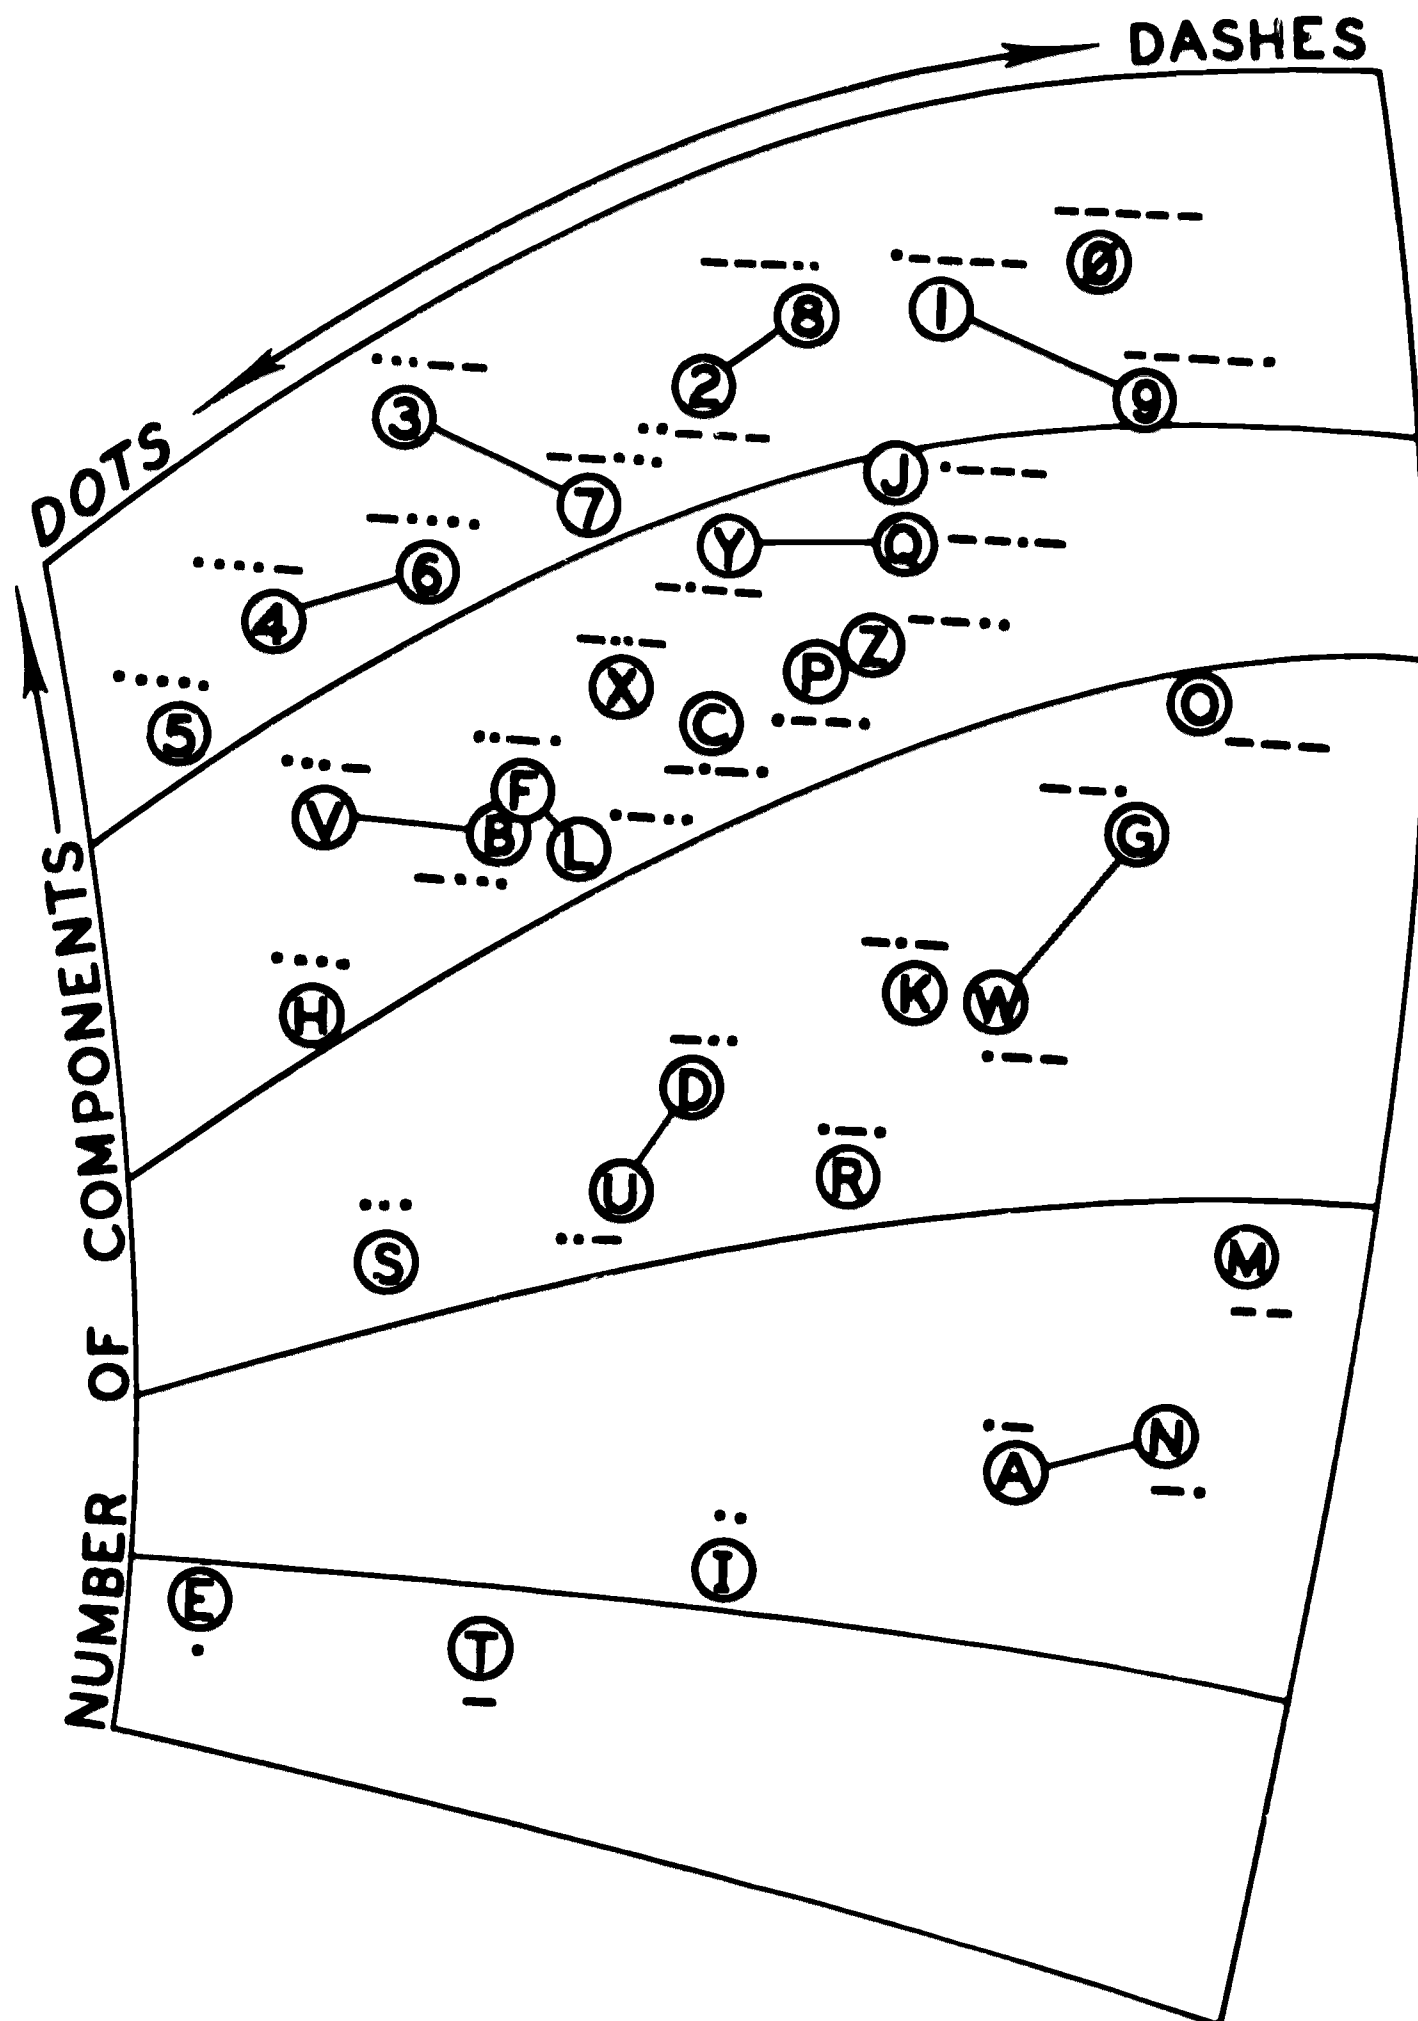 DASHES
DOTS
NUMBER OF COMPONENTS
-----
Ø
.----
1
---..
8
2
..---
...--
3
----.
9
--...
7
J .---
Y
Q --.-
-.--
-....
6
....-
4
-..-
X
Z --..
P
.--.
.....
5
C
-.-.
O
---
..-.
F
...-
V
B
L .-..
-...
--.
G
....
H
-.-
K
W
.--
-..
D
.-.
R
U
..-
...
S
M
--
.-
A
N
-.
..
I
E
.
T
-